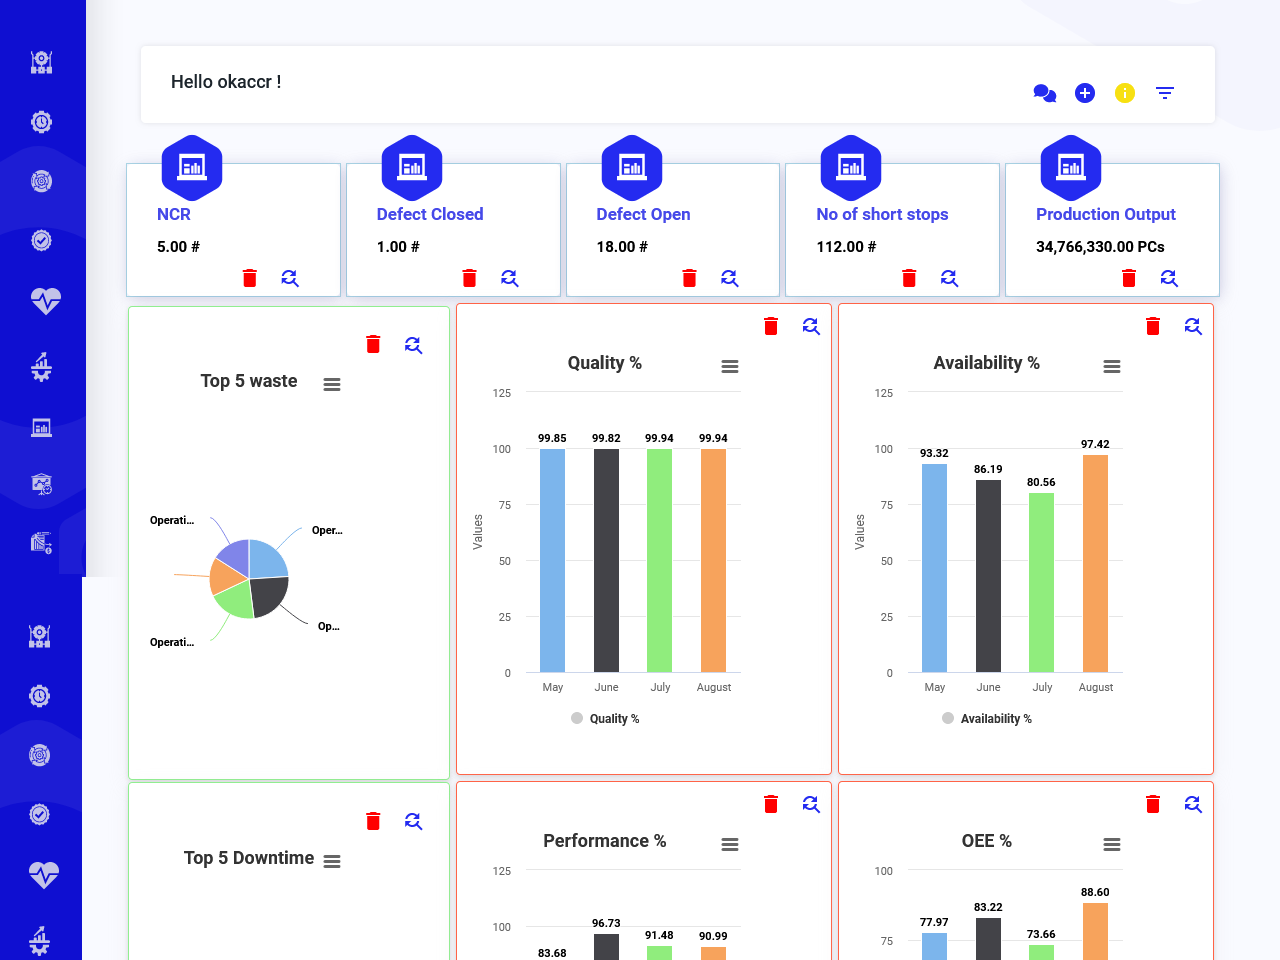 Hello okaccr !
NCR
5.00 #
Defect Closed
1.00 #
Defect Open
18.00 #
No of short stops
112.00 #
Production Output
34,766,330.00 PCs
Top 5 waste
Operati...
Oper...
Op...
Operati...
Quality %
125
100
75
50
25
0
Values
99.85
99.82
99.94
99.94
May
June
July
August
Quality %
Availability %
125
100
75
50
25
0
Values
93.32
86.19
80.56
97.42
May
June
July
August
Availability %
Top 5 Downtime
Performance %
125
100
83.68
96.73
91.48
90.99
OEE %
100
75
77.97
83.22
73.66
88.60